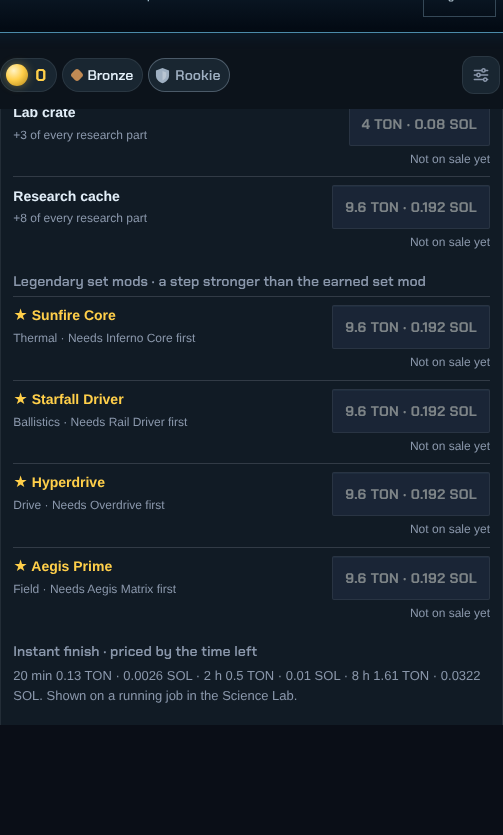 0
Bronze
Rookie
Lab crate
4 TON · 0.08 SOL
+3 of every research part
Not on sale yet
Research cache
9.6 TON · 0.192 SOL
+8 of every research part
Not on sale yet
Legendary set mods · a step stronger than the earned set mod
★ Sunfire Core
9.6 TON · 0.192 SOL
Thermal · Needs Inferno Core first
Not on sale yet
★ Starfall Driver
9.6 TON · 0.192 SOL
Ballistics · Needs Rail Driver first
Not on sale yet
★ Hyperdrive
9.6 TON · 0.192 SOL
Drive · Needs Overdrive first
Not on sale yet
★ Aegis Prime
9.6 TON · 0.192 SOL
Field · Needs Aegis Matrix first
Not on sale yet
Instant finish · priced by the time left
20 min 0.13 TON · 0.0026 SOL · 2 h 0.5 TON · 0.01 SOL · 8 h 1.61 TON · 0.0322
SOL. Shown on a running job in the Science Lab.